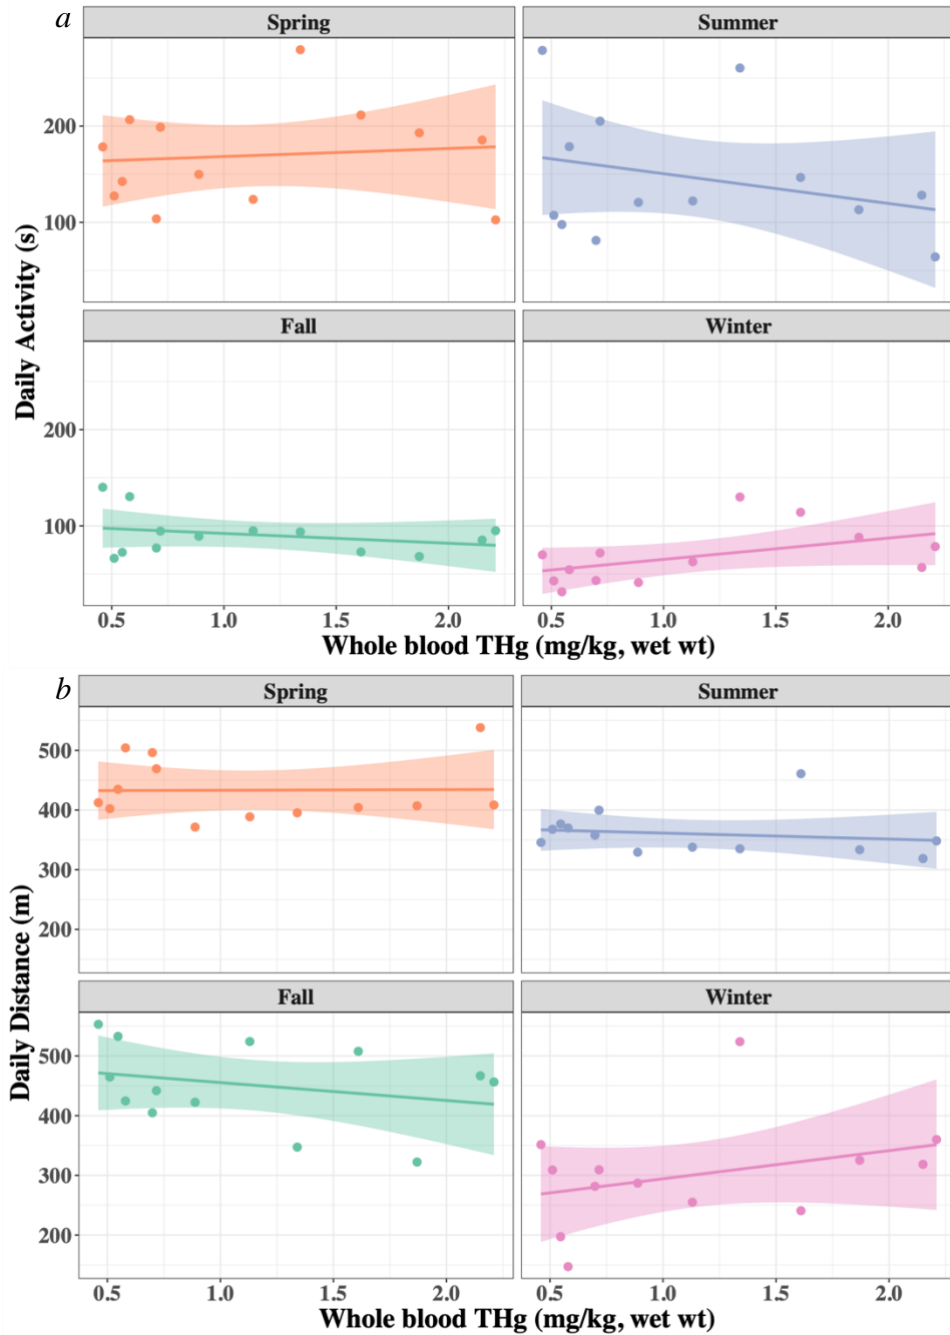 a
Spring
Summer
200
100
Fall
Winter
200
100
Daily Activity (s)
0.5 1.0 1.5 2.0 0.5 1.0 1.5 2.0
Whole blood THg (mg/kg, wet wt)
b
Spring
Summer
500
400
300
200
Fall
Winter
500
400
300
200
Daily Distance (m)
0.5 1.0 1.5 2.0 0.5 1.0 1.5 2.0
Whole blood THg (mg/kg, wet wt)